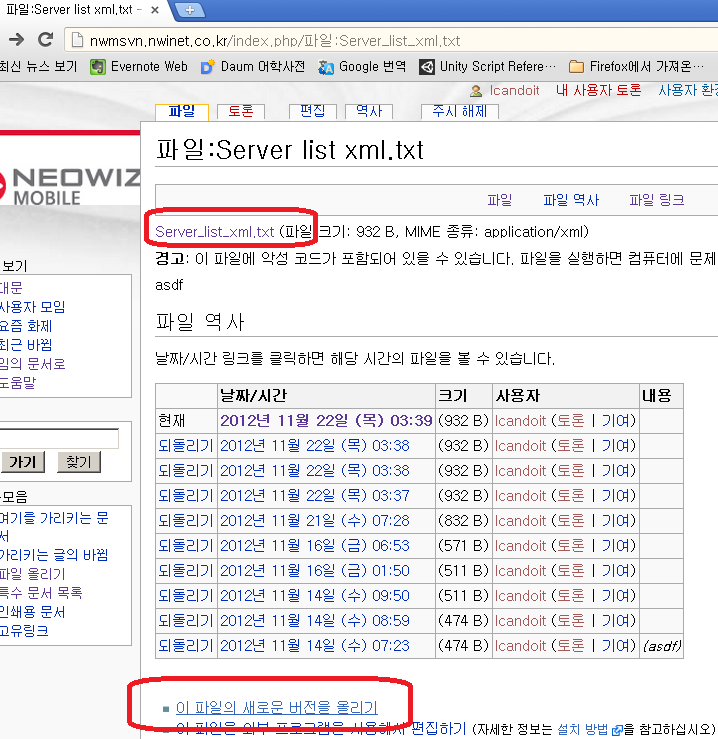 파일:Server list xml.txt –
nwmsvn.nwinet.co.kr/index.php/파일:Server_list_xml.txt
최신 뉴스 보기 Evernote Web Daum 어학사전 Google 번역 Unity Script Refere… Firefox에서 가져온…
Icandoit 내 사용자 토론 사용자 환
파일 토론 편집 역사 주시 해제
파일:Server list xml.txt
NEOWIZ
MOBILE
파일 파일 역사 파일 링크
Server_list_xml.txt (파일 크기: 932 B, MIME 종류: application/xml)
경고: 이 파일에 악성 코드가 포함되어 있을 수 있습니다. 파일을 실행하면 컴퓨터에 문제
asdf
보기
대문
사용자 모임
요즘 화제
최근 바뀜
임의 문서로
도움말
가기 찾기
모음
여기를 가리키는 문
서
가리키는 글의 바뀜
파일 올리기
특수 문서 목록
인쇄용 문서
고유링크
파일 역사
날짜/시간 링크를 클릭하면 해당 시간의 파일을 볼 수 있습니다.
날짜/시간 크기 사용자 내용
현재 2012년 11월 22일 (목) 03:39 (932 B) Icandoit (토론 | 기여)
되돌리기 2012년 11월 22일 (목) 03:38 (932 B) Icandoit (토론 | 기여)
되돌리기 2012년 11월 22일 (목) 03:38 (932 B) Icandoit (토론 | 기여)
되돌리기 2012년 11월 22일 (목) 03:37 (932 B) Icandoit (토론 | 기여)
되돌리기 2012년 11월 21일 (수) 07:28 (832 B) Icandoit (토론 | 기여)
되돌리기 2012년 11월 16일 (금) 06:53 (571 B) Icandoit (토론 | 기여)
되돌리기 2012년 11월 16일 (금) 01:50 (511 B) Icandoit (토론 | 기여)
되돌리기 2012년 11월 14일 (수) 09:50 (511 B) Icandoit (토론 | 기여)
되돌리기 2012년 11월 14일 (수) 08:59 (474 B) Icandoit (토론 | 기여)
되돌리기 2012년 11월 14일 (수) 07:23 (474 B) Icandoit (토론 | 기여) (asdf)
이 파일의 새로운 버전을 올리기
이 파일을 외부 프로그램을 사용해서 편집하기 (자세한 정보는 설치 방법을 참고하십시오)